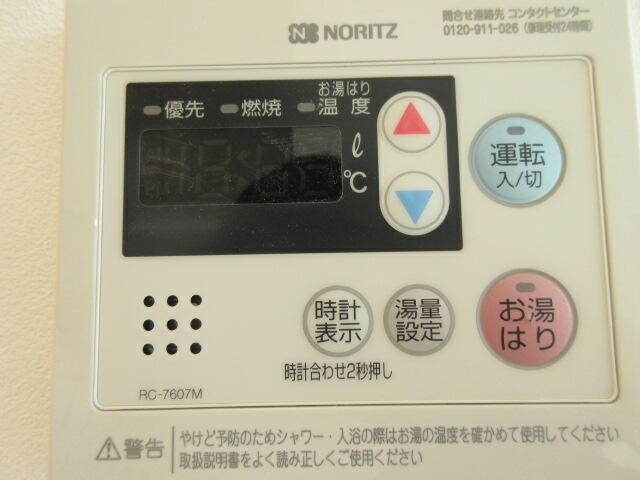 NORITZ
問合せ連絡先 コンタクトセンター
0120-911-026 (修理受付24時間)
優先
燃焼
お湯はり
温度
ℓ
℃
運転
入/切
時計
表示
湯量
設定
お湯
はり
時計合わせ2秒押し
RC-7607M
警告
やけど予防のためシャワー・入浴の際はお湯の温度を確かめて使用してください
取扱説明書をよく読み正しくご使用ください